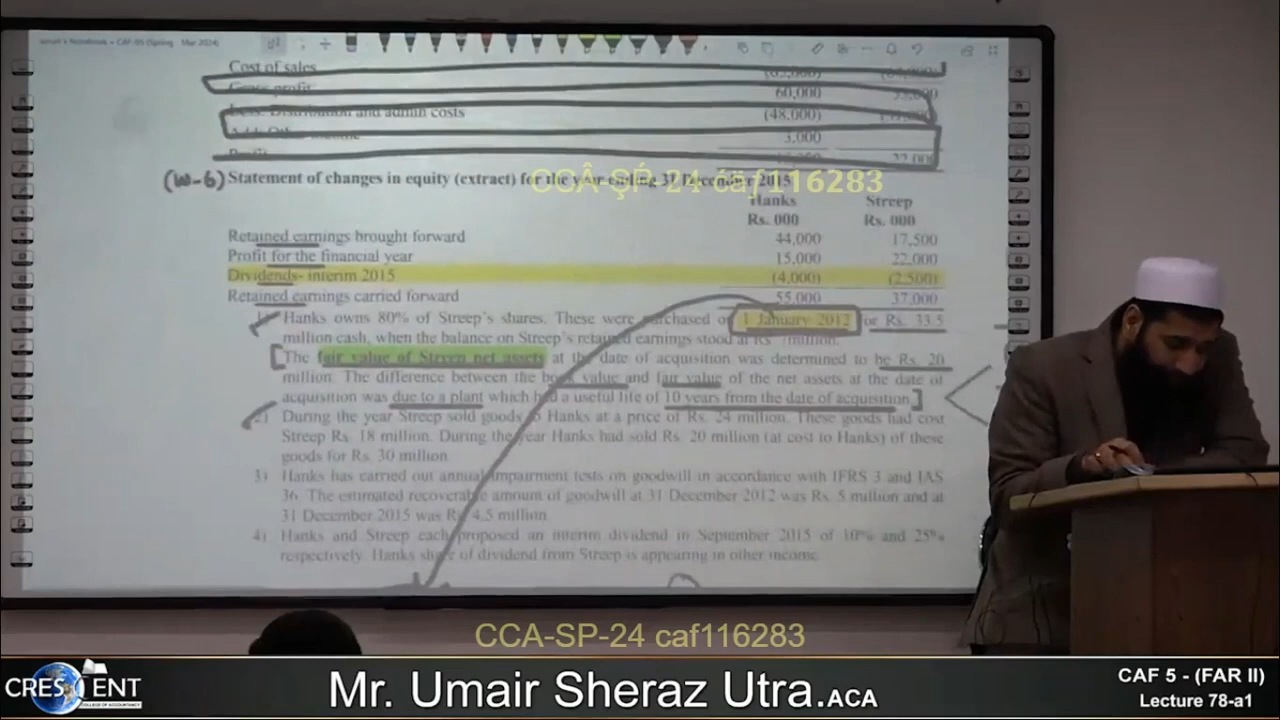 Cost of sales
Gross profit 60,000
Less: Distribution and admin costs (48,000)
3,000
Profit 22,000
(W-6) Statement of changes in equity (extract) for the year ending 31 December 2015
Hanks Streep
Rs. 000 Rs. 000
Retained earnings brought forward 44,000 17,500
Profit for the financial year 15,000 22,000
Dividends- interim 2015 (4,000) (2,500)
Retained earnings carried forward 55,000 37,000
Hanks owns 80% of Streep's shares. These were purchased on 1 January 2012 for Rs. 33.5
million cash, when the balance on Streep's retained earnings stood at Rs. million.
[The fair value of Streep net assets at the date of acquisition was determined to be Rs. 20
million. The difference between the book value and fair value of the net assets at the date of
acquisition was due to a plant which had a useful life of 10 years from the date of acquisition.]
2) During the year Streep sold goods to Hanks at a price of Rs. 24 million. These goods had cost
Streep Rs. 18 million. During the year Hanks had sold Rs. 20 million (at cost to Hanks) of these
goods for Rs. 30 million.
3) Hanks has carried out annual impairment tests on goodwill in accordance with IFRS 3 and IAS
36. The estimated recoverable amount of goodwill at 31 December 2012 was Rs. 5 million and at
31 December 2015 was Rs. 4.5 million.
4) Hanks and Streep each proposed an interim dividend in September 2015 of 10% and 25%
respectively. Hanks share of dividend from Streep is appearing in other income.
CCA-SP-24 caf116283
CRESCENT
COLLEGE OF ACCOUNTANCY
Mr. Umair Sheraz Utra.ACA
CAF 5 - (FAR II)
Lecture 78-a1